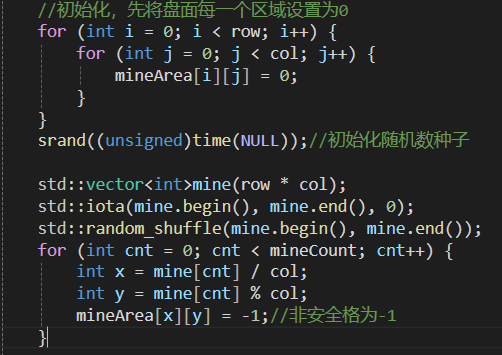 //初始化，先将盘面每一个区域设置为0
for (int i = 0; i < row; i++) {
    for (int j = 0; j < col; j++) {
        mineArea[i][j] = 0;
    }
}
srand((unsigned)time(NULL));//初始化随机数种子
std::vector<int>mine(row * col);
std::iota(mine.begin(), mine.end(), 0);
std::random_shuffle(mine.begin(), mine.end());
for (int cnt = 0; cnt < mineCount; cnt++) {
    int x = mine[cnt] / col;
    int y = mine[cnt] % col;
    mineArea[x][y] = -1;//非安全格为-1
}